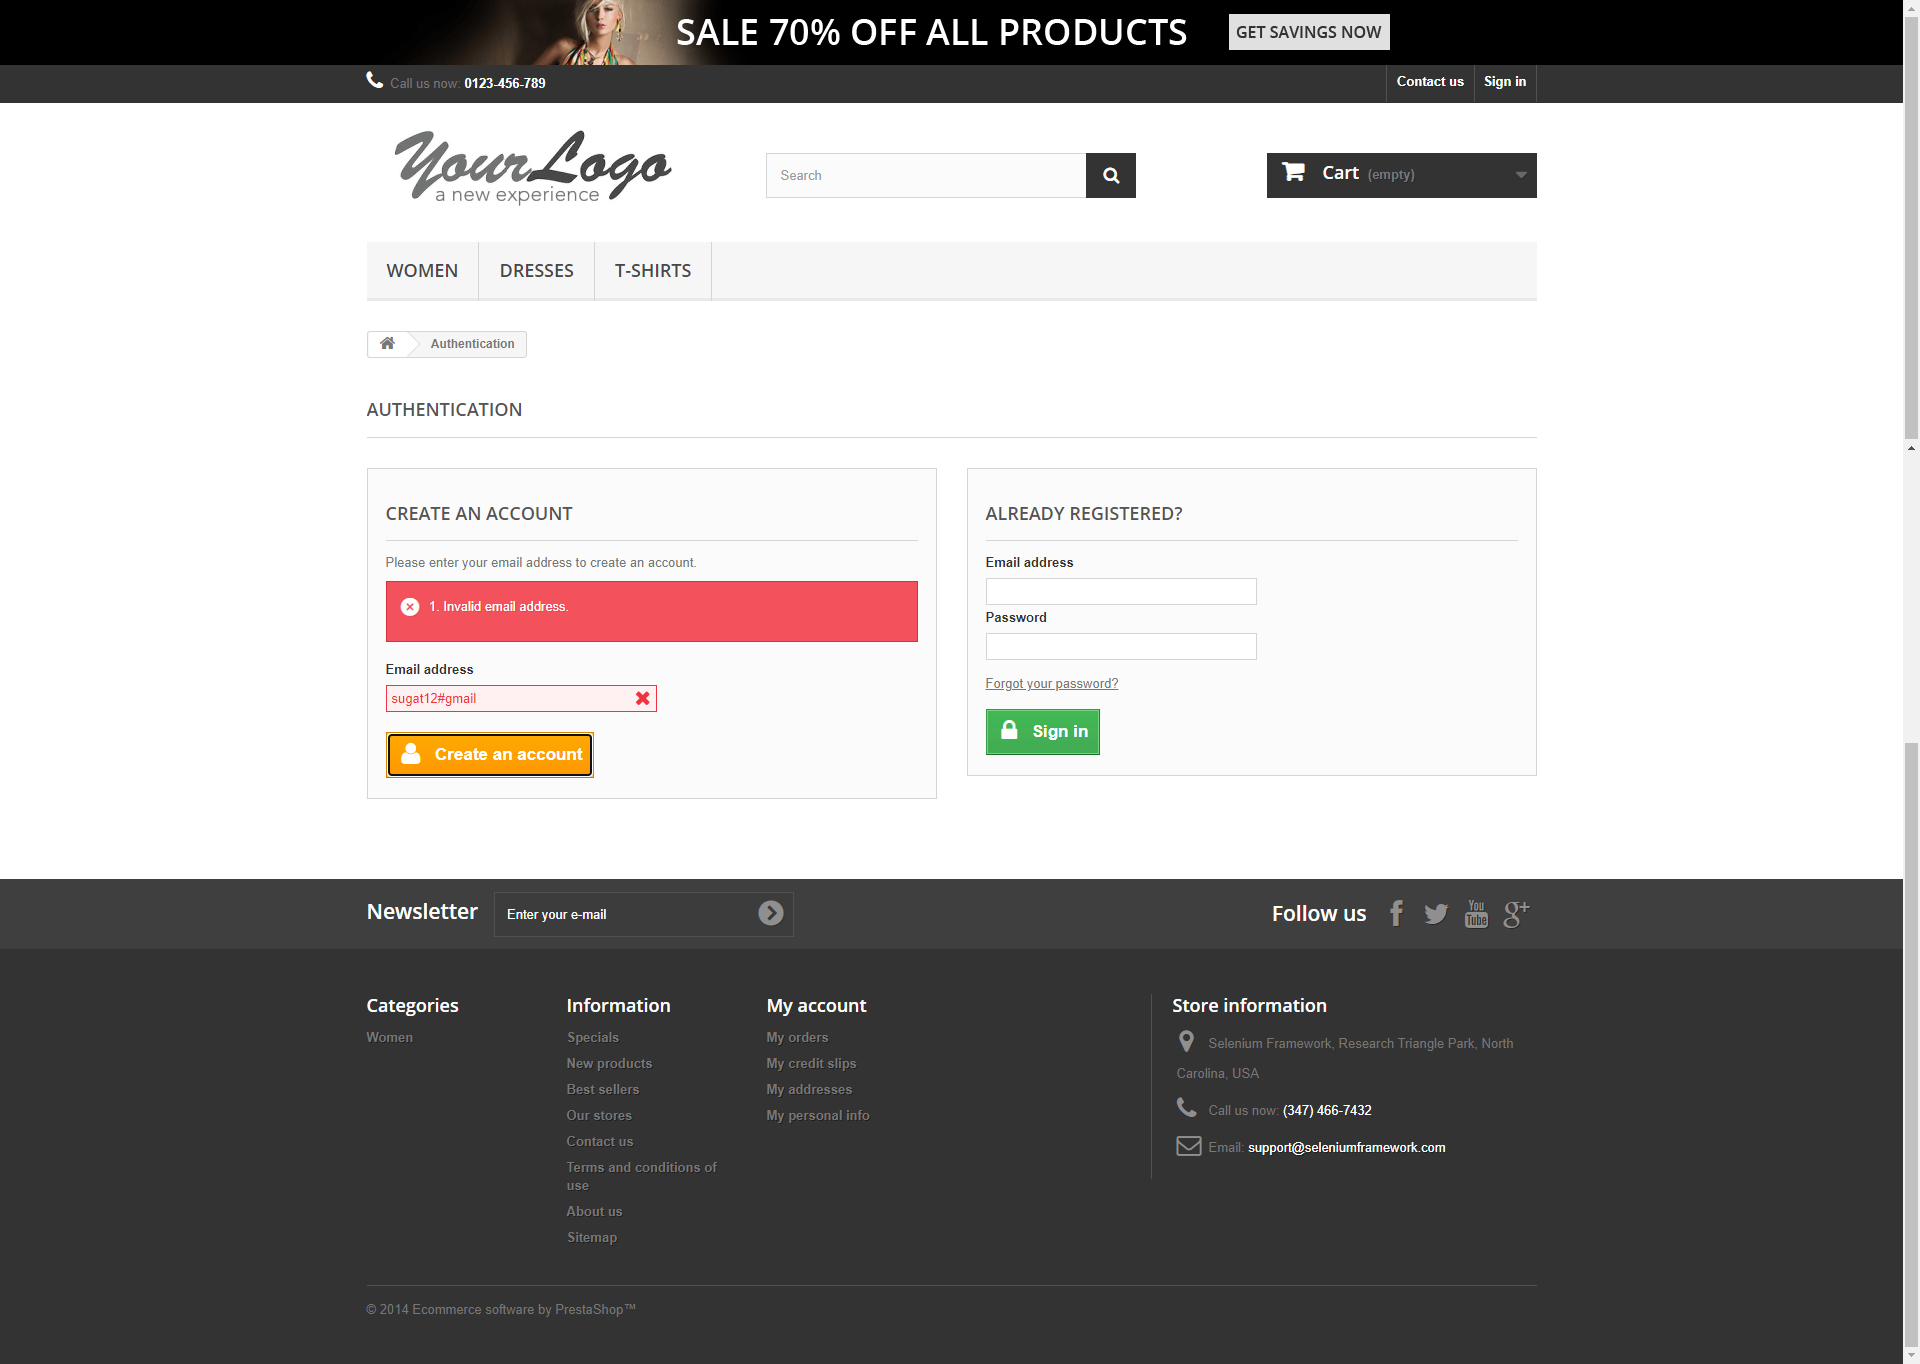 SALE 70% OFF ALL PRODUCTS GET SAVINGS NOW
Call us now: 0123-456-789
Contact us
Sign in
YourLogo
a new experience
Search
Cart (empty)
WOMEN
DRESSES
T-SHIRTS
Authentication
AUTHENTICATION
CREATE AN ACCOUNT
Please enter your email address to create an account.
1. Invalid email address.
Email address
sugat12#gmail
Create an account
ALREADY REGISTERED?
Email address
Password
Forgot your password?
Sign in
Newsletter
Enter your e-mail
Follow us
You
Tube
g+
Categories
Women
Information
Specials
New products
Best sellers
Our stores
Contact us
Terms and conditions of
use
About us
Sitemap
My account
My orders
My credit slips
My addresses
My personal info
Store information
Selenium Framework, Research Triangle Park, North
Carolina, USA
Call us now: (347) 466-7432
Email: support@seleniumframework.com
© 2014 Ecommerce software by PrestaShop™